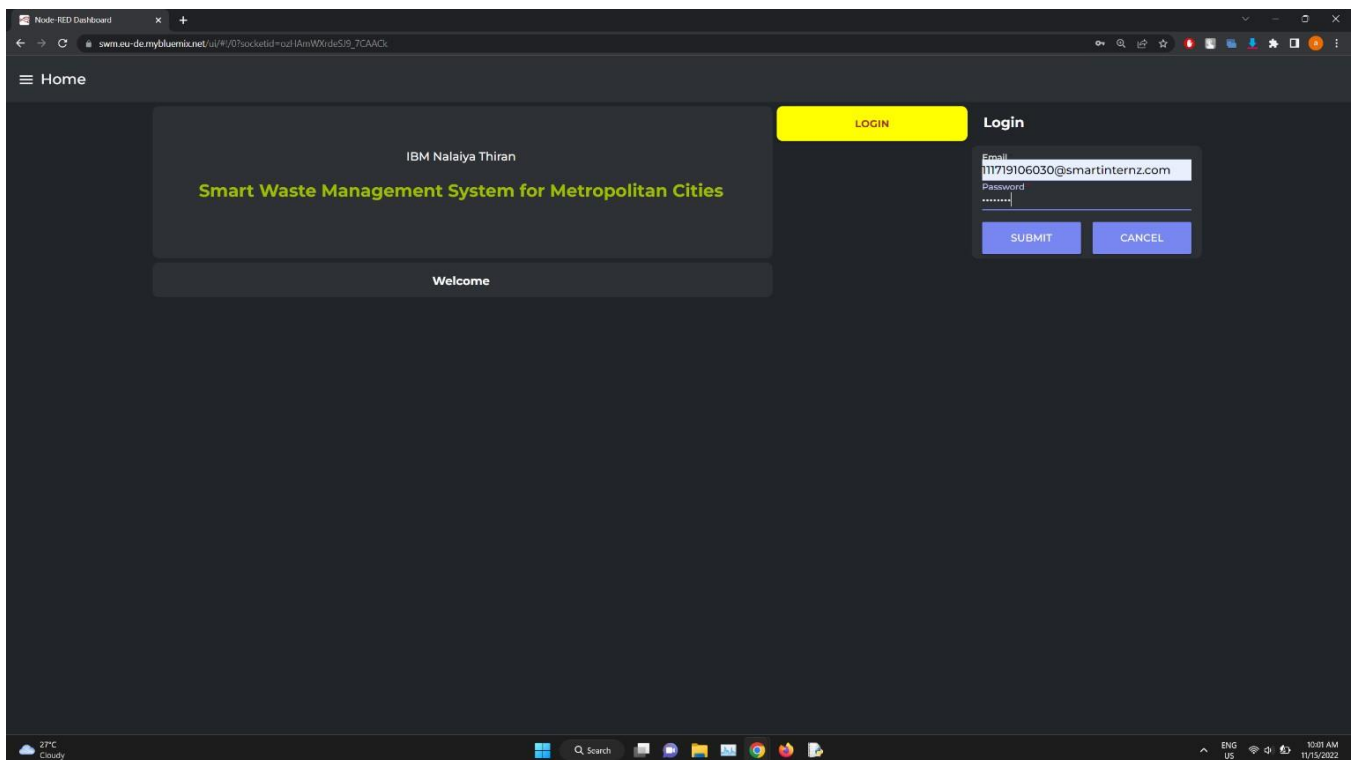 Node-RED Dashboard
swm.eu-de.mybluemix.net/ui/#!/0?socketid=
Home
IBM Nalaiya Thiran
Smart Waste Management System for Metropolitan Cities
Welcome
LOGIN
Login
Email
111719106030@smartinternz.com
Password
SUBMIT CANCEL
27°C
Cloudy
Search
ENG
US
10:01 AM
11/15/2022